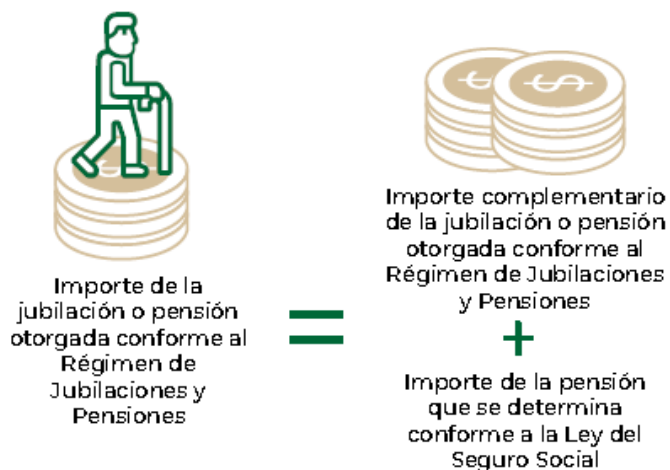 Importe de la
jubilación o pensión
otorgada conforme al
Régimen de
Jubilaciones y
Pensiones
=
Importe complementario
de la jubilación o pensión
otorgada conforme al
Régimen de Jubilaciones
y Pensiones
+
Importe de la pensión
que se determina
conforme a la Ley del
Seguro Social